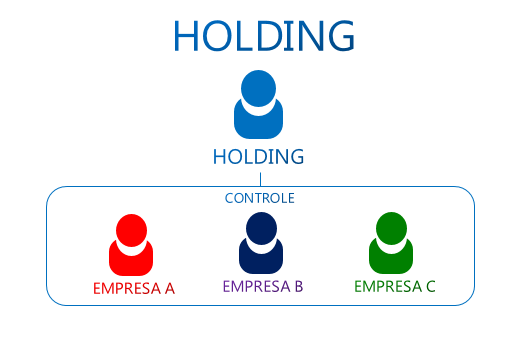 HOLDING
HOLDING
CONTROLE
EMPRESA A
EMPRESA B
EMPRESA C